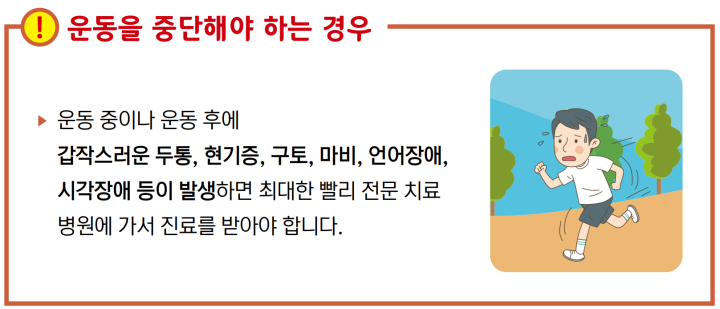 ! 운동을 중단해야 하는 경우
▶ 운동 중이나 운동 후에
갑작스러운 두통, 현기증, 구토, 마비, 언어장애,
시각장애 등이 발생하면 최대한 빨리 전문 치료
병원에 가서 진료를 받아야 합니다.